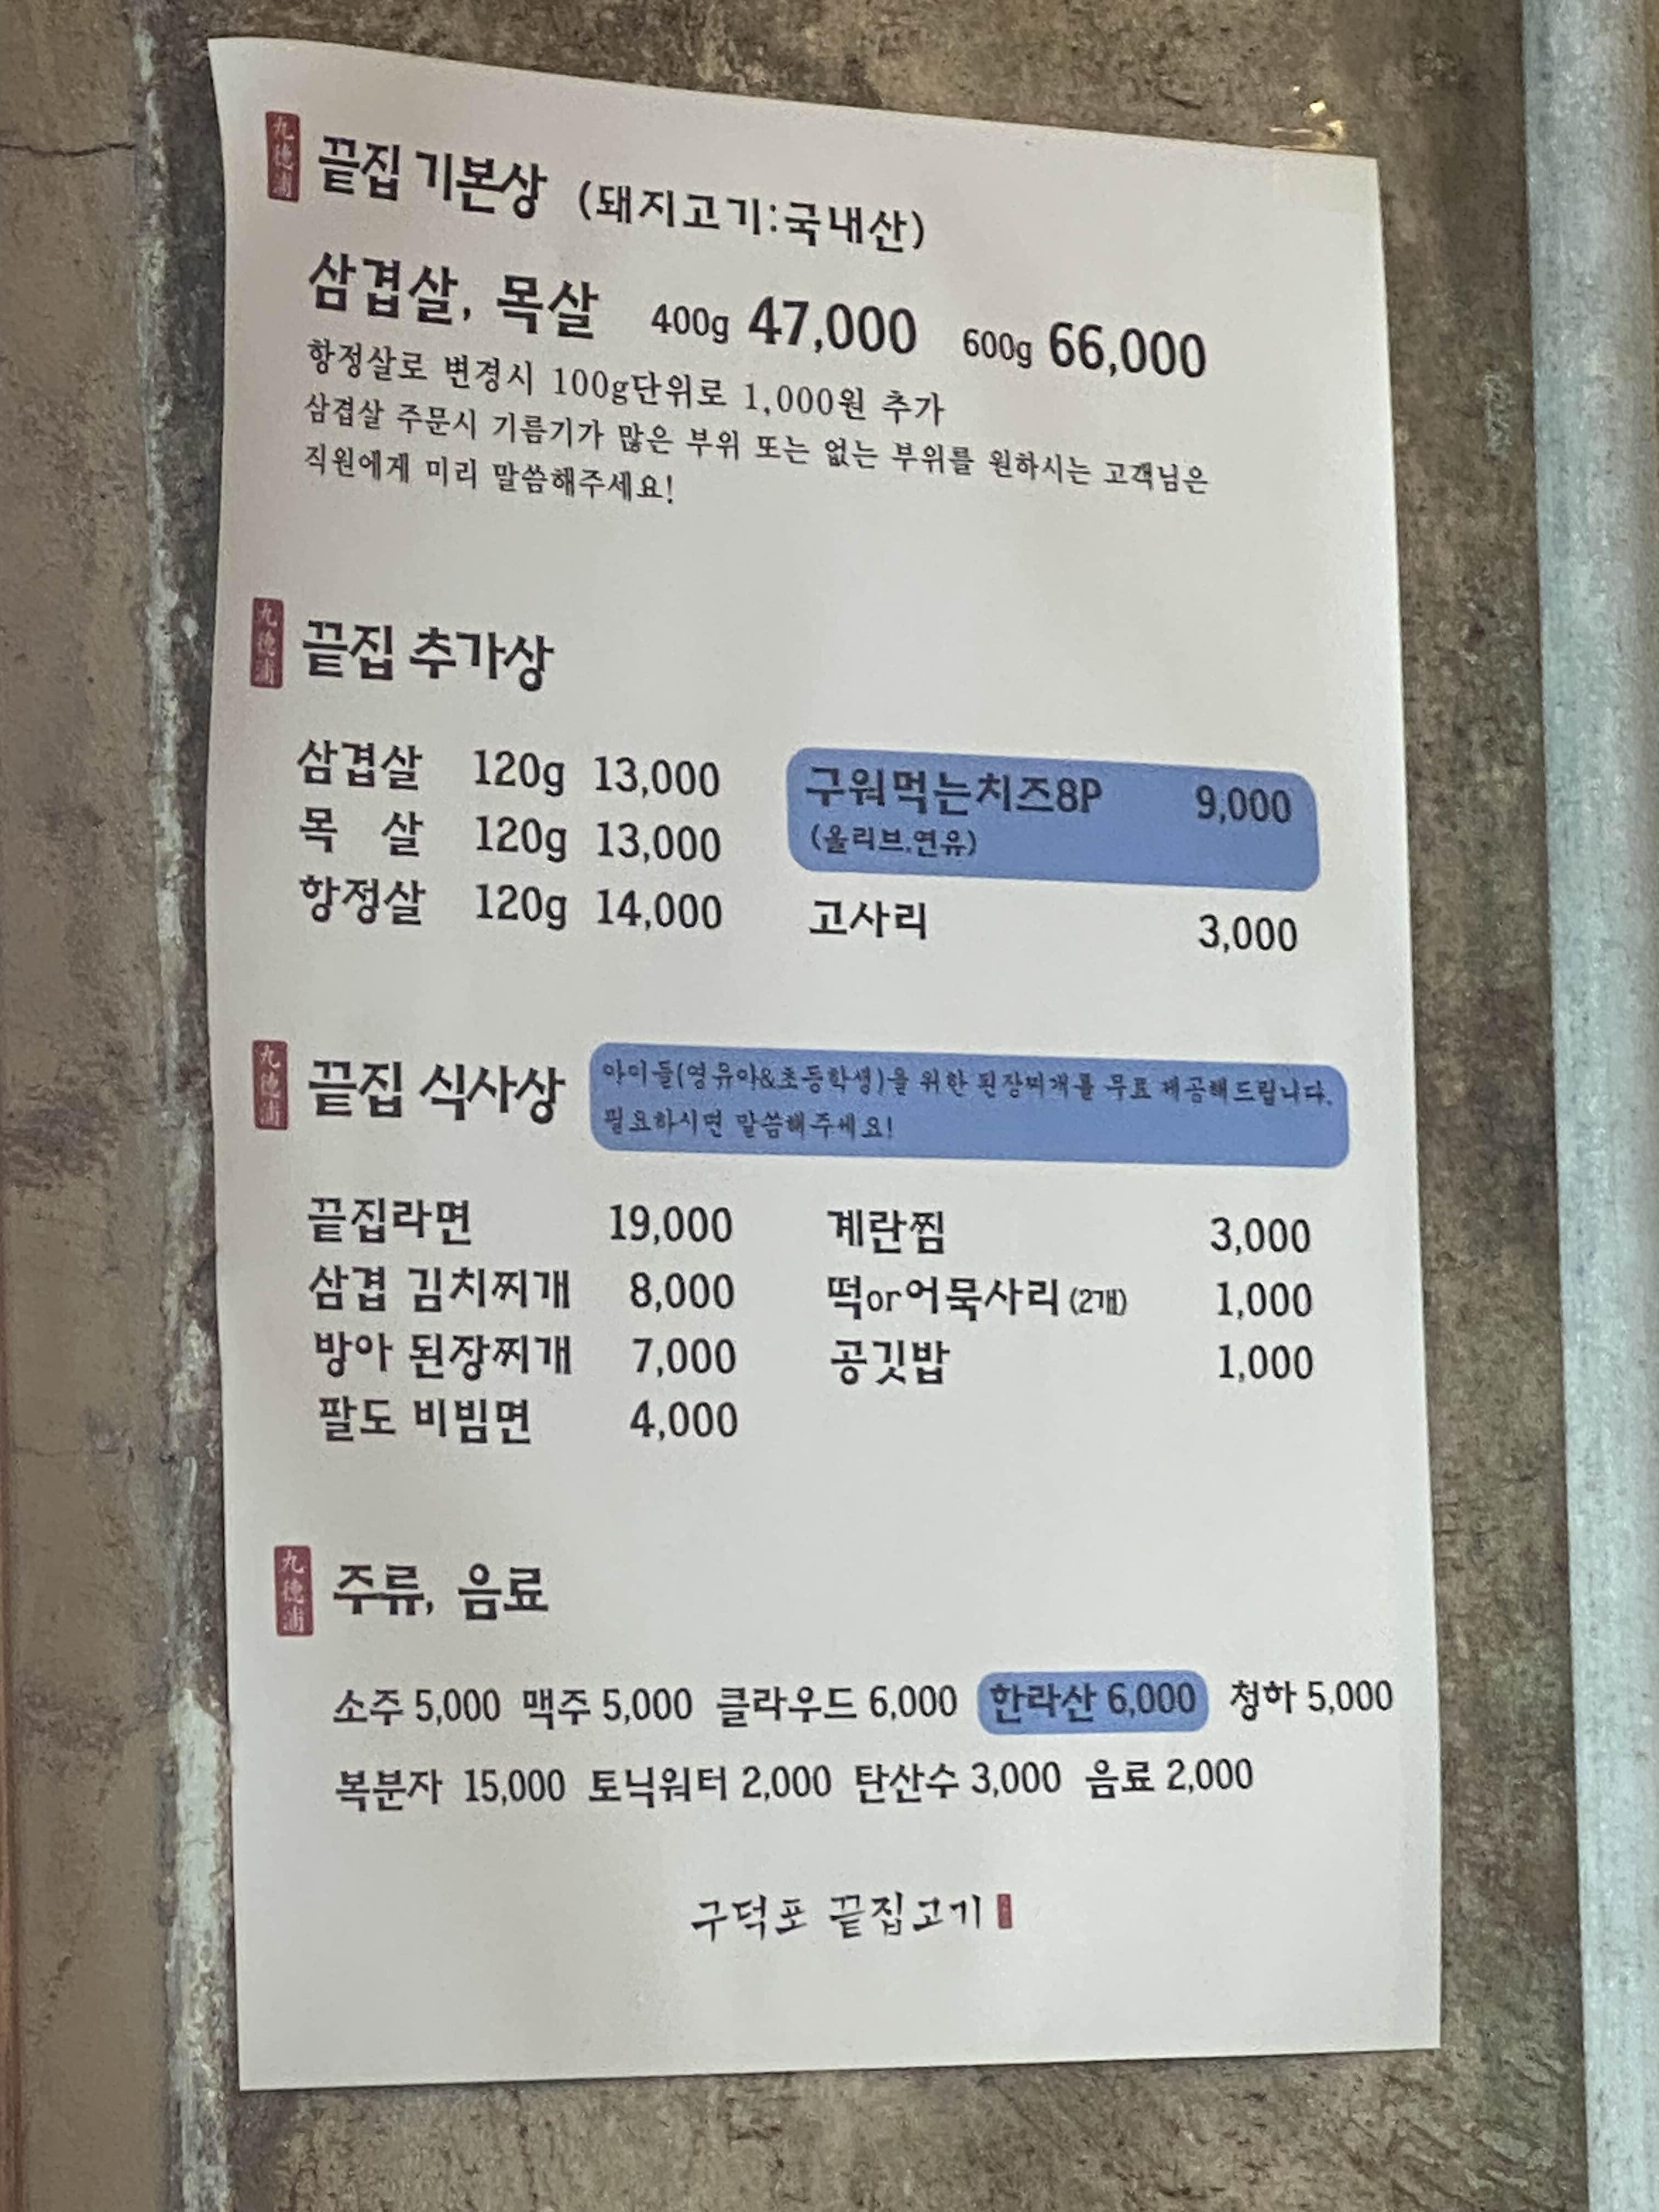 九德浦
끝집 기본상 (돼지고기:국내산)
삼겹살, 목살 400g 47,000 600g 66,000
항정살로 변경시 100g단위로 1,000원 추가
삼겹살 주문시 기름기가 많은 부위 또는 없는 부위를 원하시는 고객님은
직원에게 미리 말씀해주세요!
九德浦
끝집 추가상
삼겹살 120g 13,000
목 살 120g 13,000
항정살 120g 14,000
구워먹는치즈8P 9,000
(올리브.연유)
고사리 3,000
九德浦
끝집 식사상
아이들(영유아&초등학생)을 위한 된장찌개를 무료 제공해드립니다.
필요하시면 말씀해주세요!
끝집라면 19,000
삼겹 김치찌개 8,000
방아 된장찌개 7,000
팔도 비빔면 4,000
계란찜 3,000
떡or어묵사리 (2개) 1,000
공깃밥 1,000
九德浦
주류, 음료
소주 5,000 맥주 5,000 클라우드 6,000 한라산 6,000 청하 5,000
복분자 15,000 토닉워터 2,000 탄산수 3,000 음료 2,000
구덕포 끝집고기